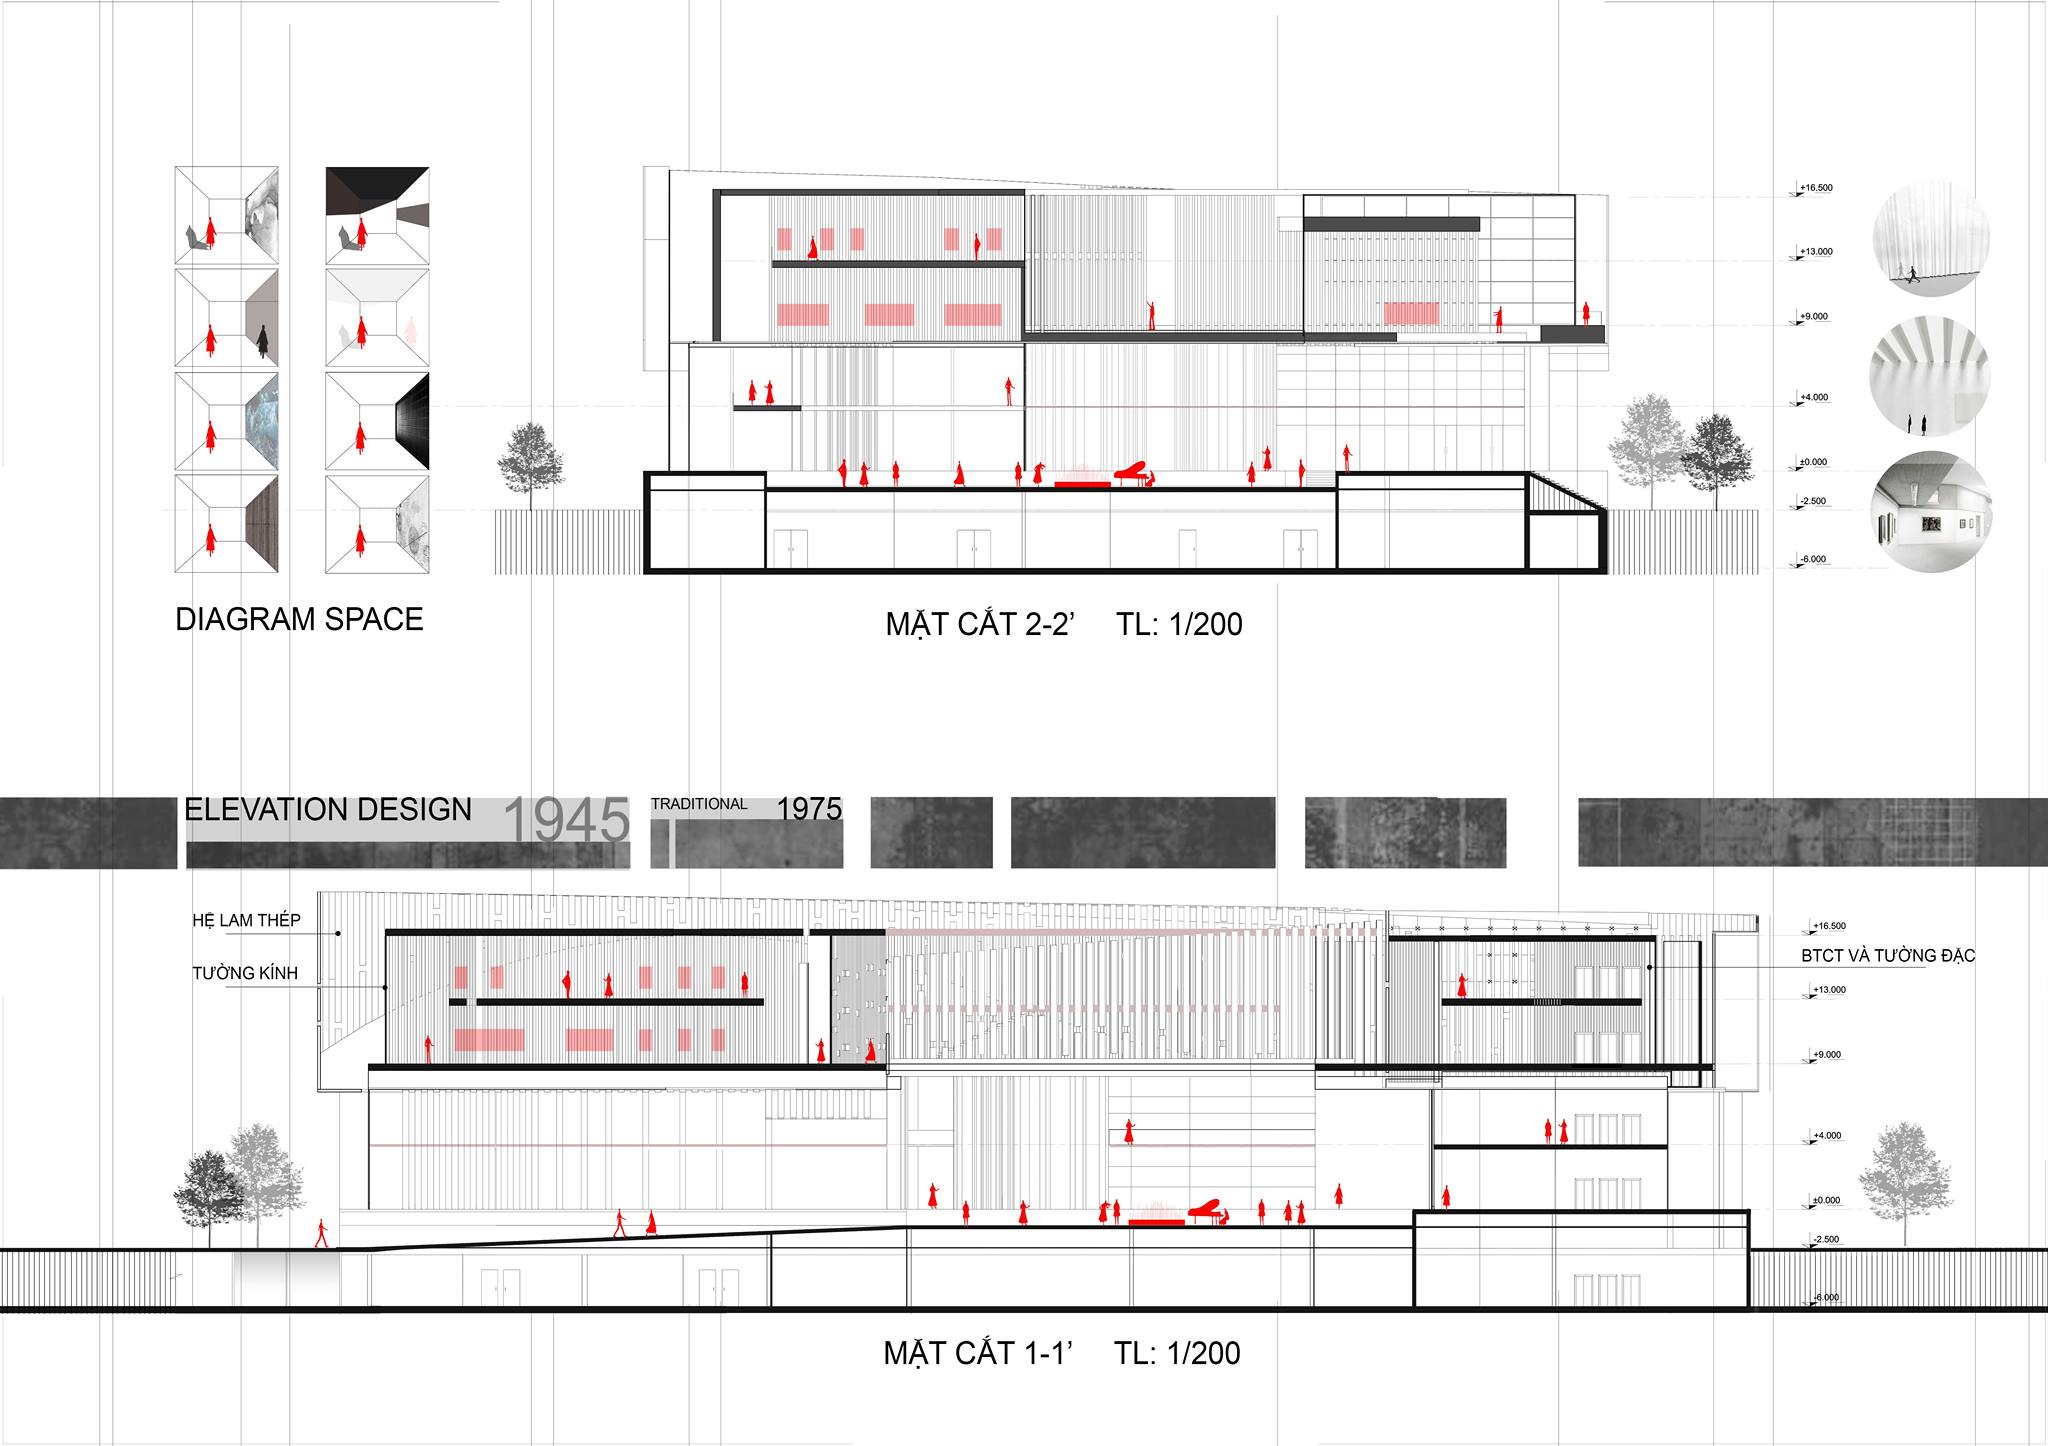 +16.500
+13.000
+9.000
+4.000
±0.000
-2.500
-6.000
DIAGRAM SPACE
MẶT CẮT 2-2’ TL: 1/200
ELEVATION DESIGN 1945
TRADITIONAL 1975
HỆ LAM THÉP
TƯỜNG KÍNH
+16.500
BTCT VÀ TƯỜNG ĐẶC
+13.000
+9.000
+4.000
±0.000
-2.500
-6.000
MẶT CẮT 1-1’ TL: 1/200